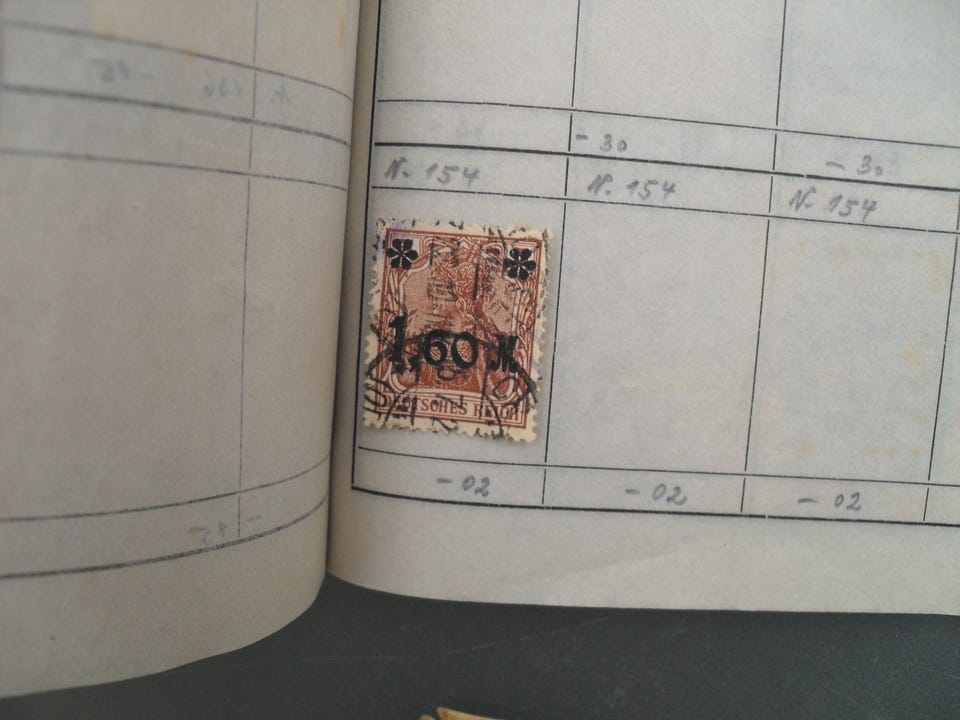 - 30
- 30
N. 154
N. 154
N. 154
1,60 M
DEUTSCHES REICH
- 02
- 02
- 02